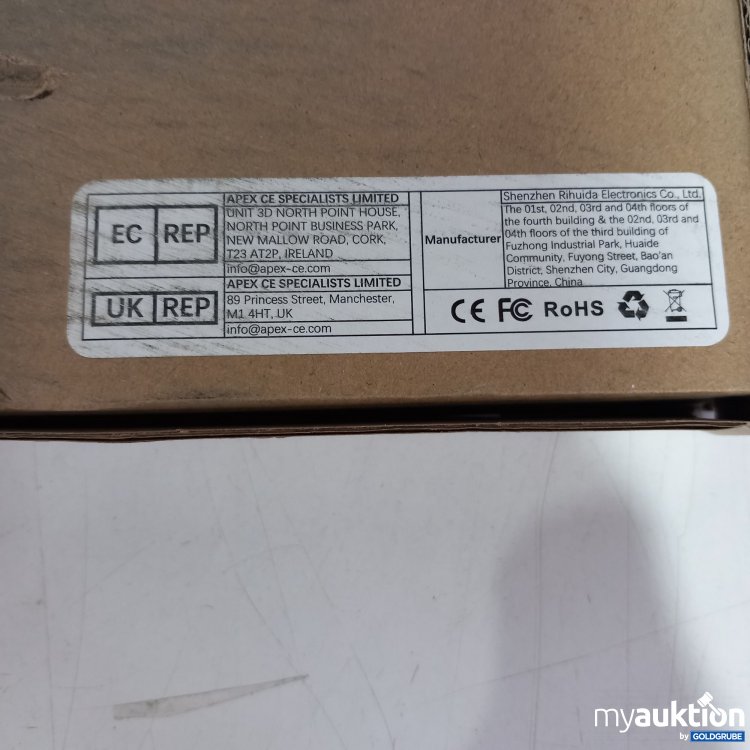 EC REP
APEX CE SPECIALISTS LIMITED
UNIT 3D NORTH POINT HOUSE,
NORTH POINT BUSINESS PARK,
NEW MALLOW ROAD, CORK,
T23 AT2P, IRELAND
info@apex-ce.com
UK REP
APEX CE SPECIALISTS LIMITED
89 Princess Street, Manchester,
M1 4HT, UK
info@apex-ce.com
Manufacturer
Shenzhen Rihuida Electronics Co., Ltd.
The 01st, 02nd, 03rd and 04th floors of
the fourth building & the 02nd, 03rd and
04th floors of the third building of
Fuzhong Industrial Park, Huaide
Community, Fuyong Street, Bao'an
District, Shenzhen City, Guangdong
Province, China
CE FC RoHS
myauktion
by GOLDGRUBE